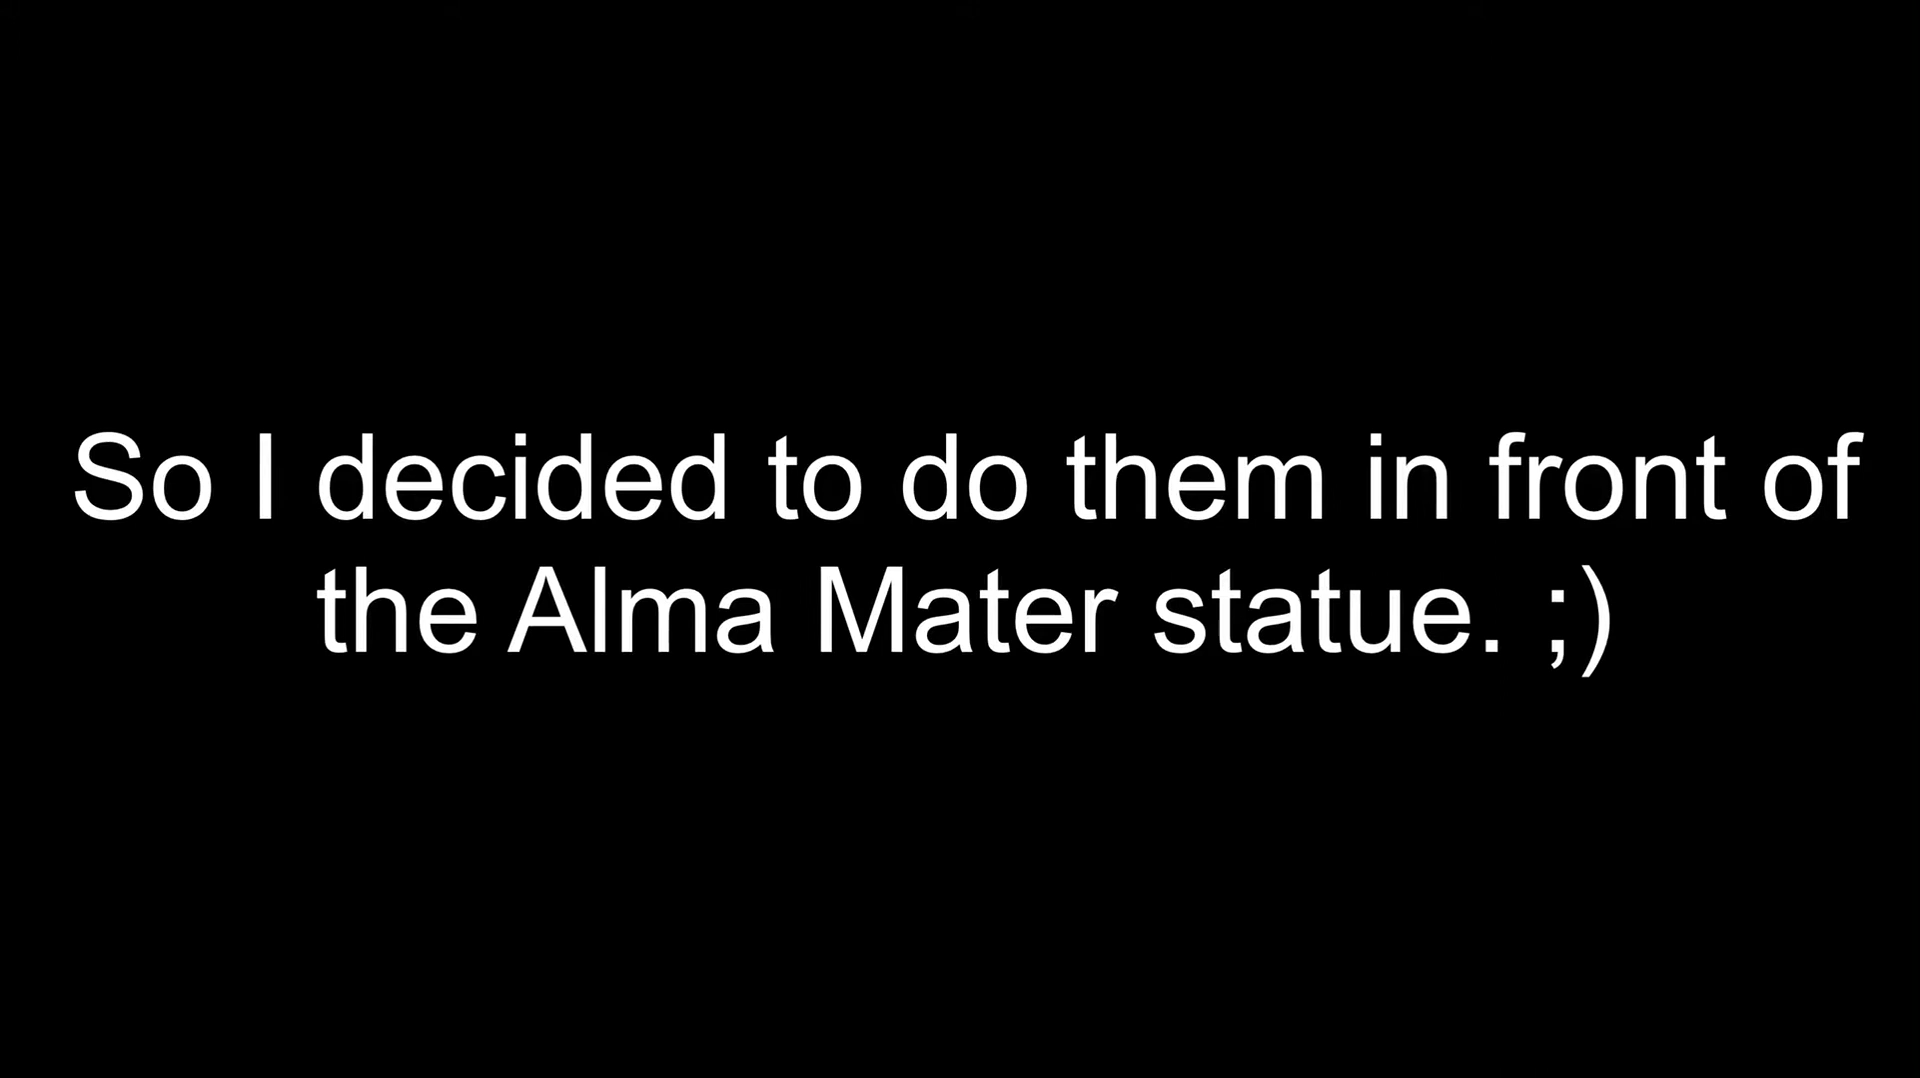 So I decided to do them in front of
the Alma Mater statue. ;)